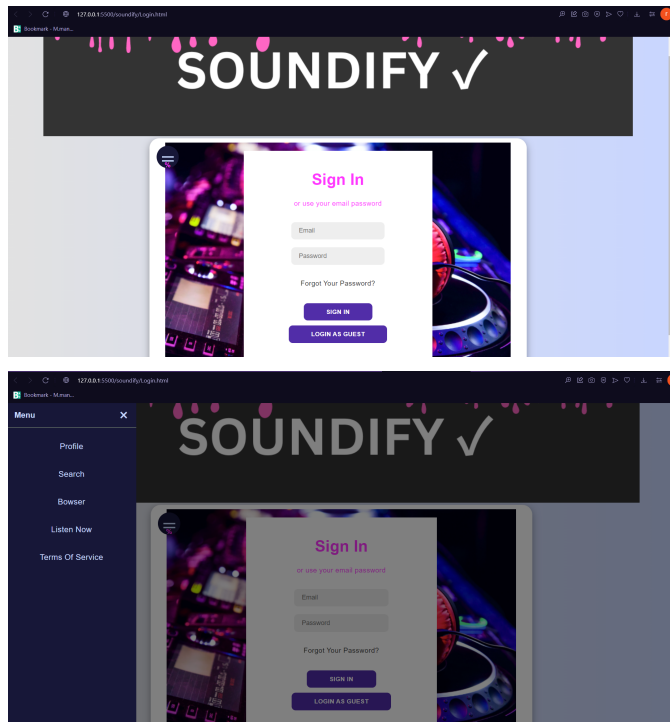 127.0.0.1:5500/soundify/Login.html
Bookmark - M.man...
SOUNDIFY ✓
Sign In
or use your email password
Email
Password
Forgot Your Password?
SIGN IN
LOGIN AS GUEST
127.0.0.1:5500/soundify/Login.html
Bookmark - M.man...
Menu ✕
Profile
Search
Bowser
Listen Now
Terms Of Service
SOUNDIFY ✓
Sign In
or use your email password
Email
Password
Forgot Your Password?
SIGN IN
LOGIN AS GUEST